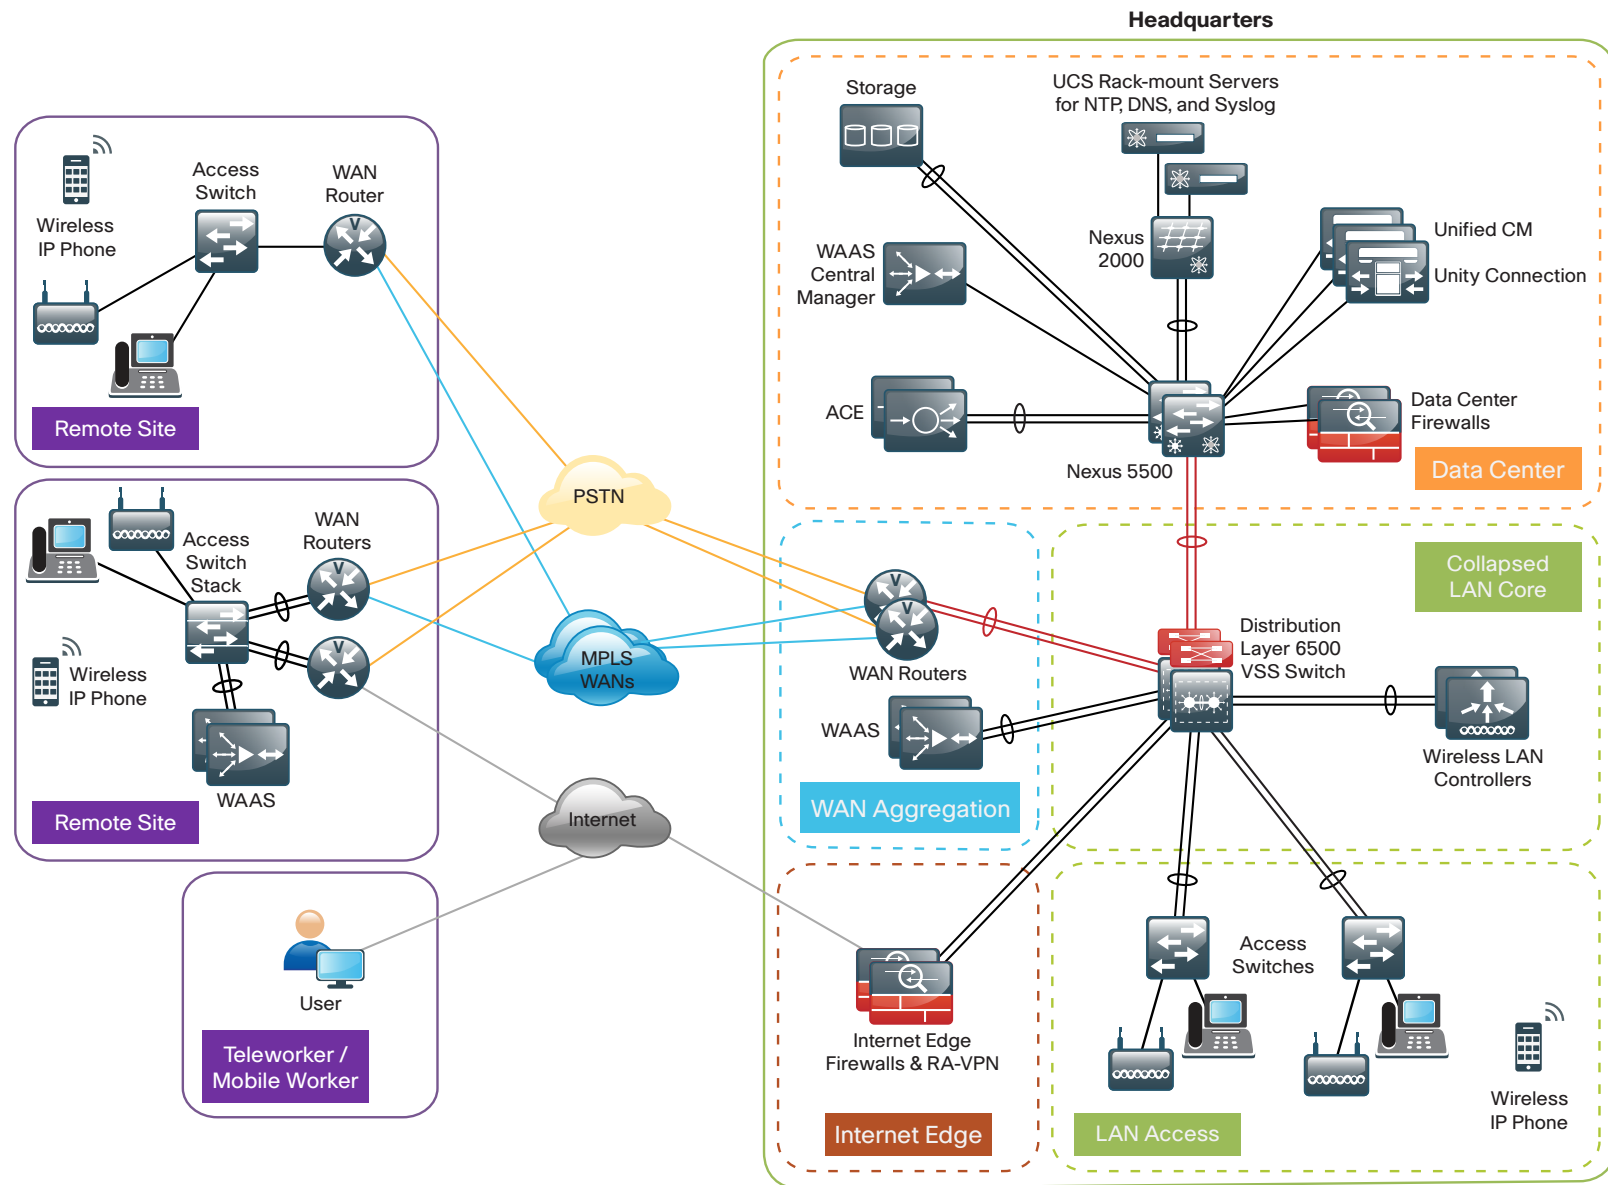 Headquarters
Storage
UCS Rack-mount Servers
for NTP, DNS, and Syslog
Access
Switch
WAN
Router
V
Wireless
IP Phone
Remote Site
WAAS
Central
Manager
Nexus
2000
Unified CM
Unity Connection
ACE
Data Center
Firewalls
Nexus 5500
Data Center
PSTN
MPLS
WANs
Internet
Access
Switch
Stack
WAN
Routers
V
V
Wireless
IP Phone
WAAS
Remote Site
V
V
WAN Routers
WAAS
WAN Aggregation
Collapsed
LAN Core
Distribution
Layer 6500
VSS Switch
Wireless LAN
Controllers
User
Teleworker /
Mobile Worker
Internet Edge
Firewalls & RA-VPN
Internet Edge
Access
Switches
Wireless
IP Phone
LAN Access